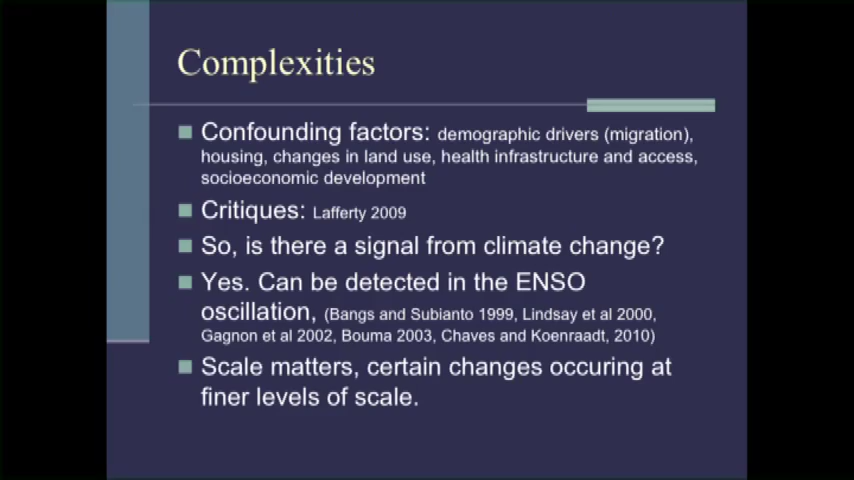 Complexities
Confounding factors: demographic drivers (migration),
housing, changes in land use, health infrastructure and access,
socioeconomic development
Critiques: Lafferty 2009
So, is there a signal from climate change?
Yes. Can be detected in the ENSO
oscillation, (Bangs and Subianto 1999, Lindsay et al 2000,
Gagnon et al 2002, Bouma 2003, Chaves and Koenraadt, 2010)
Scale matters, certain changes occuring at
finer levels of scale.